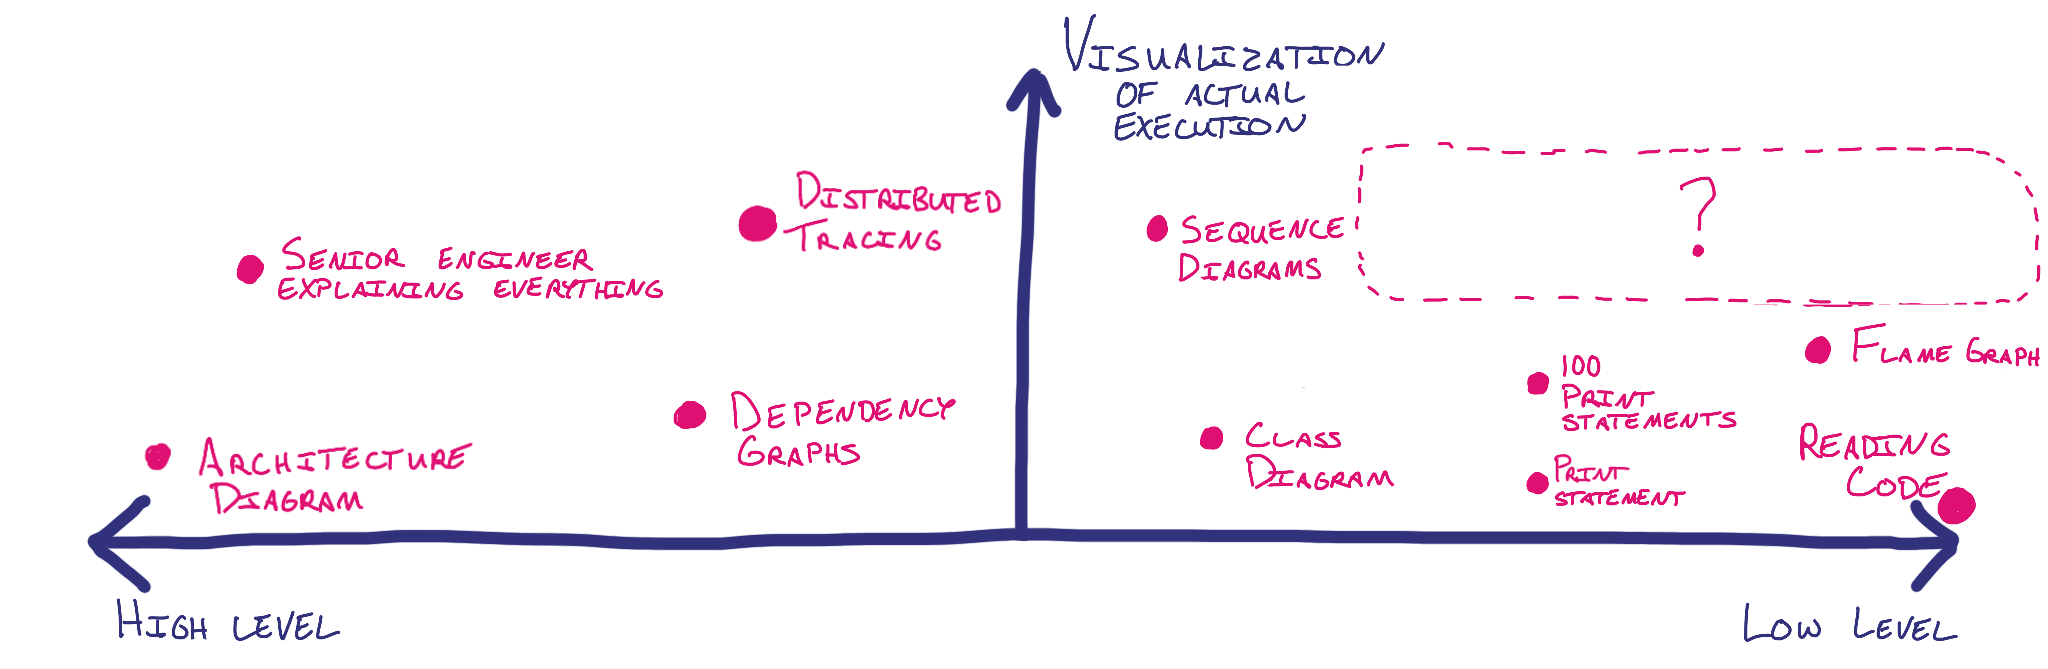 VISUALIZATION
OF ACTUAL
EXECUTION
DISTRIBUTED
TRACING
SENIOR ENGINEER
EXPLAINING EVERYTHING
SEQUENCE
DIAGRAMS
?
FLAME GRAPH
100
PRINT
STATEMENTS
DEPENDENCY
GRAPHS
CLASS
DIAGRAM
ARCHITECTURE
DIAGRAM
PRINT
STATEMENT
READING
CODE
HIGH LEVEL
LOW LEVEL